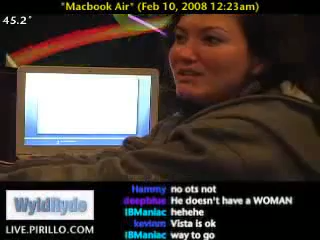 *Macbook Air* (Feb 10, 2008 12:23am)
45.2°
Hammy no ots not
deepblue He doesn't have a WOMAN
IBManiac hehehe
kevinm Vista is ok
IBManiac way to go
WyldRyde
LIVE.PIRILLO.COM